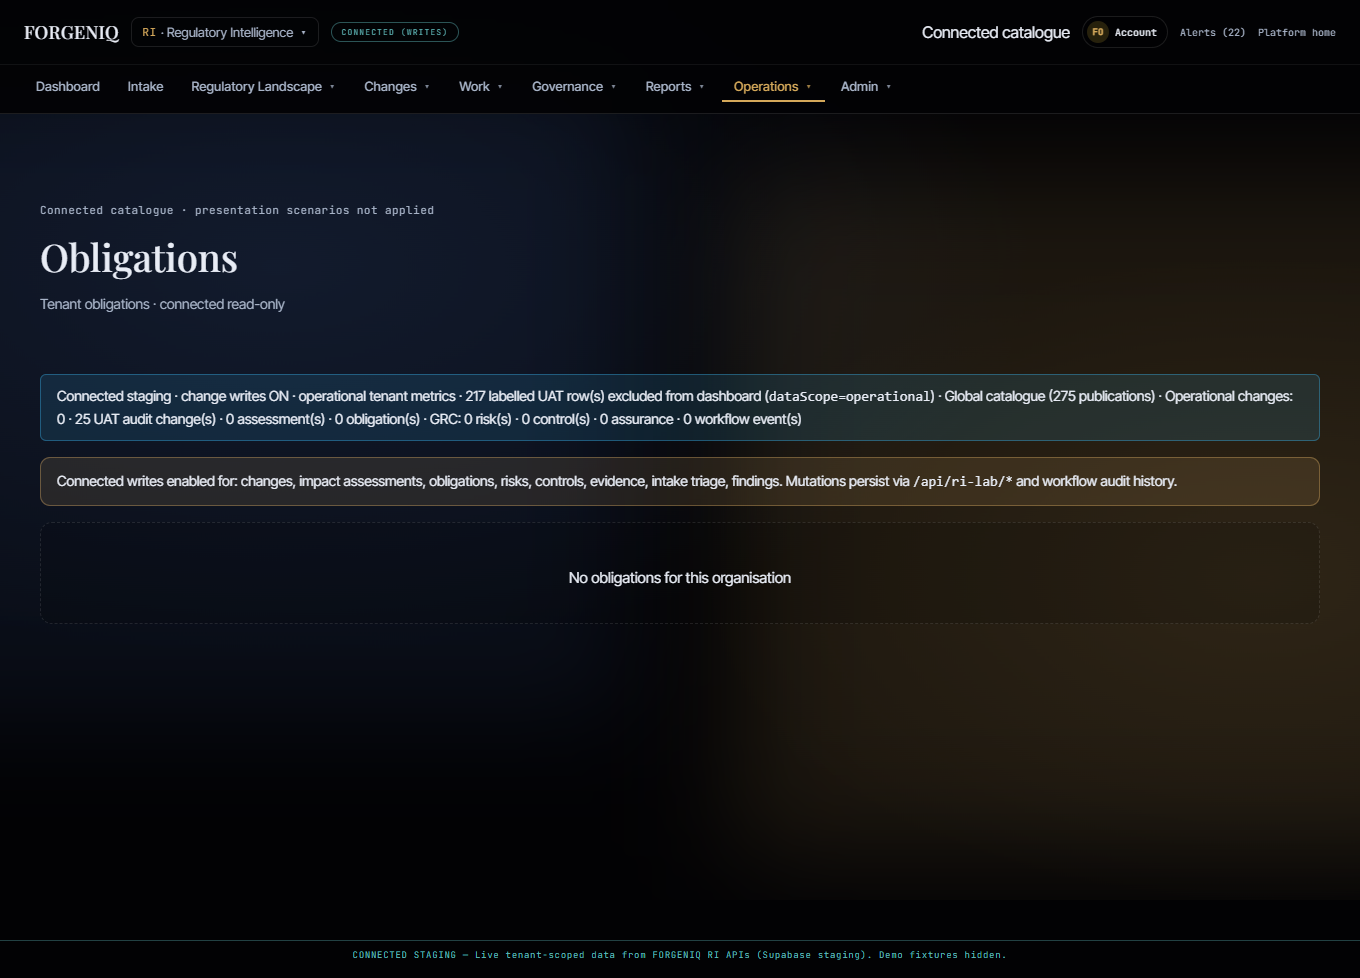 FORGENIQ
RI · Regulatory Intelligence
CONNECTED (WRITES)
Connected catalogue
FO Account
Alerts (22)
Platform home
Dashboard
Intake
Regulatory Landscape
Changes
Work
Governance
Reports
Operations
Admin
Connected catalogue · presentation scenarios not applied
Obligations
Tenant obligations · connected read-only
Connected staging · change writes ON · operational tenant metrics · 217 labelled UAT row(s) excluded from dashboard (dataScope=operational) · Global catalogue (275 publications) · Operational changes:
0 · 25 UAT audit change(s) · 0 assessment(s) · 0 obligation(s) · GRC: 0 risk(s) · 0 control(s) · 0 assurance · 0 workflow event(s)
Connected writes enabled for: changes, impact assessments, obligations, risks, controls, evidence, intake triage, findings. Mutations persist via /api/ri-lab/* and workflow audit history.
No obligations for this organisation
CONNECTED STAGING — Live tenant-scoped data from FORGENIQ RI APIs (Supabase staging). Demo fixtures hidden.